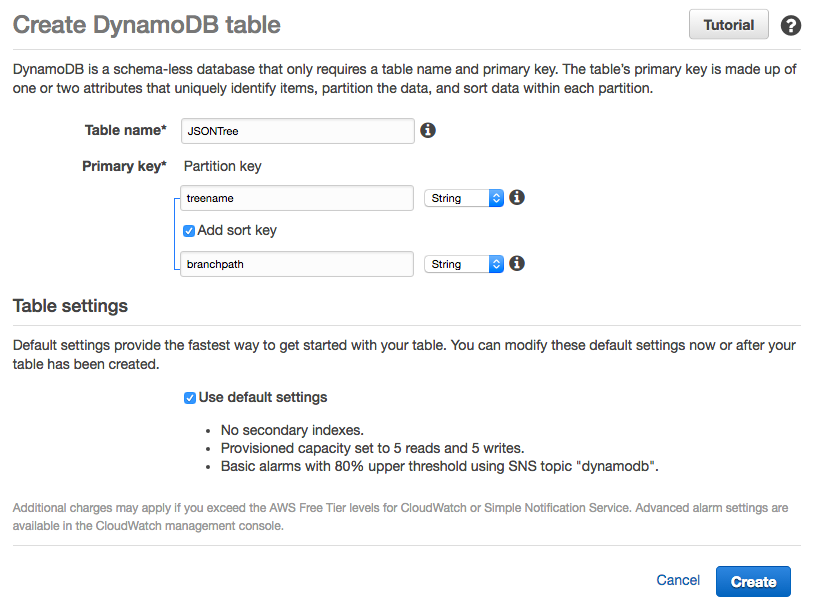 Create DynamoDB table
Tutorial
?
DynamoDB is a schema-less database that only requires a table name and primary key. The table's primary key is made up of
one or two attributes that uniquely identify items, partition the data, and sort data within each partition.
Table name* JSONTree
Primary key* Partition key
treename String
Add sort key
branchpath String
Table settings
Default settings provide the fastest way to get started with your table. You can modify these default settings now or after your
table has been created.
Use default settings
• No secondary indexes.
• Provisioned capacity set to 5 reads and 5 writes.
• Basic alarms with 80% upper threshold using SNS topic "dynamodb".
Additional charges may apply if you exceed the AWS Free Tier levels for CloudWatch or Simple Notification Service. Advanced alarm settings are
available in the CloudWatch management console.
Cancel Create